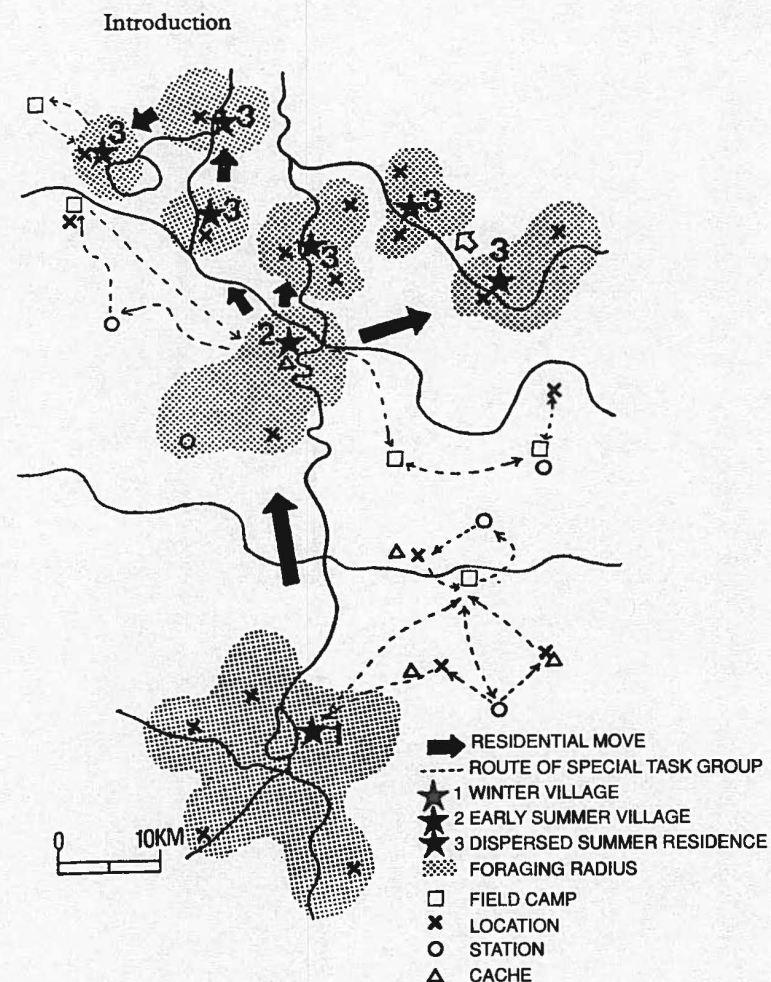 Introduction
3
3
3
3
3
3
2
1
0 10KM
RESIDENTIAL MOVE
ROUTE OF SPECIAL TASK GROUP
1 WINTER VILLAGE
2 EARLY SUMMER VILLAGE
3 DISPERSED SUMMER RESIDENCE
FORAGING RADIUS
FIELD CAMP
LOCATION
STATION
CACHE